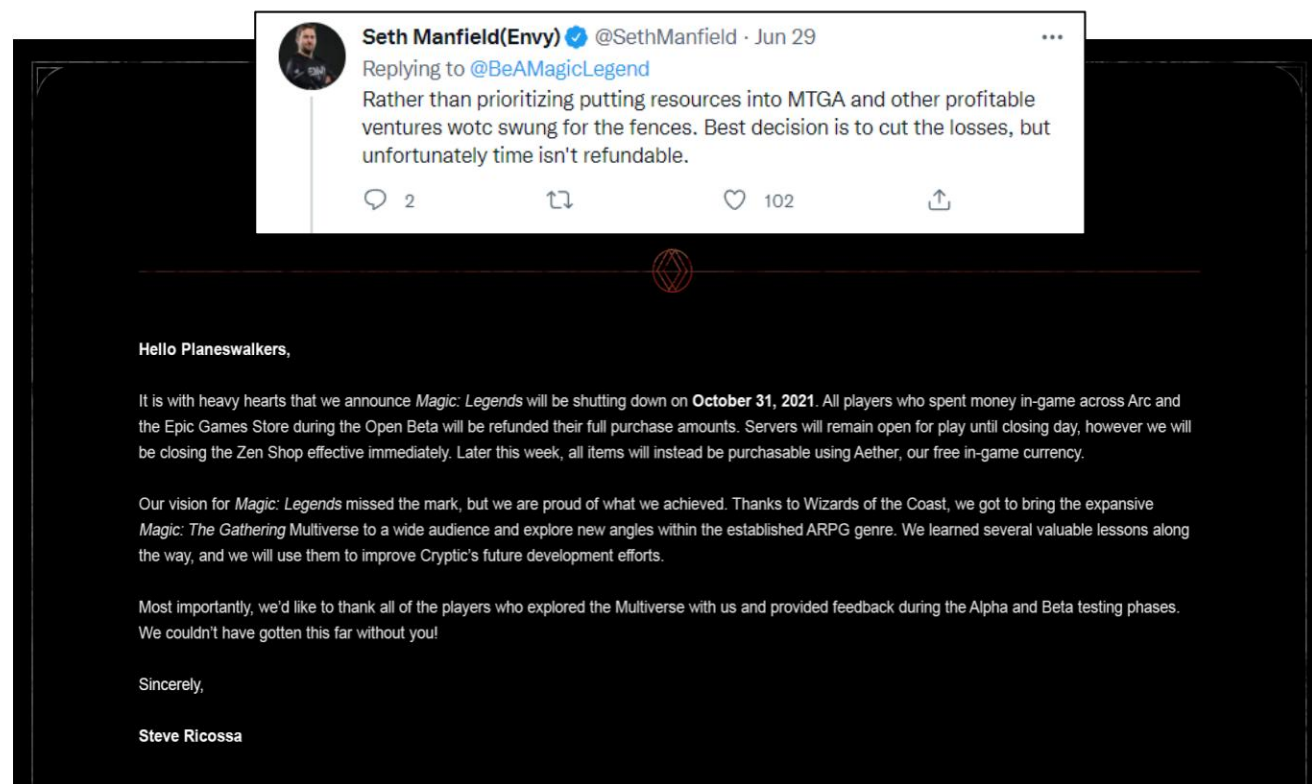 Seth Manfield(Envy) @SethManfield · Jun 29
Replying to @BeAMagicLegend
Rather than prioritizing putting resources into MTGA and other profitable
ventures wotc swung for the fences. Best decision is to cut the losses, but
unfortunately time isn't refundable.
2 102
Hello Planeswalkers,
It is with heavy hearts that we announce Magic: Legends will be shutting down on October 31, 2021. All players who spent money in-game across Arc and
the Epic Games Store during the Open Beta will be refunded their full purchase amounts. Servers will remain open for play until closing day, however we will
be closing the Zen Shop effective immediately. Later this week, all items will instead be purchasable using Aether, our free in-game currency.
Our vision for Magic: Legends missed the mark, but we are proud of what we achieved. Thanks to Wizards of the Coast, we got to bring the expansive
Magic: The Gathering Multiverse to a wide audience and explore new angles within the established ARPG genre. We learned several valuable lessons along
the way, and we will use them to improve Cryptic's future development efforts.
Most importantly, we'd like to thank all of the players who explored the Multiverse with us and provided feedback during the Alpha and Beta testing phases.
We couldn't have gotten this far without you!
Sincerely,
Steve Ricossa